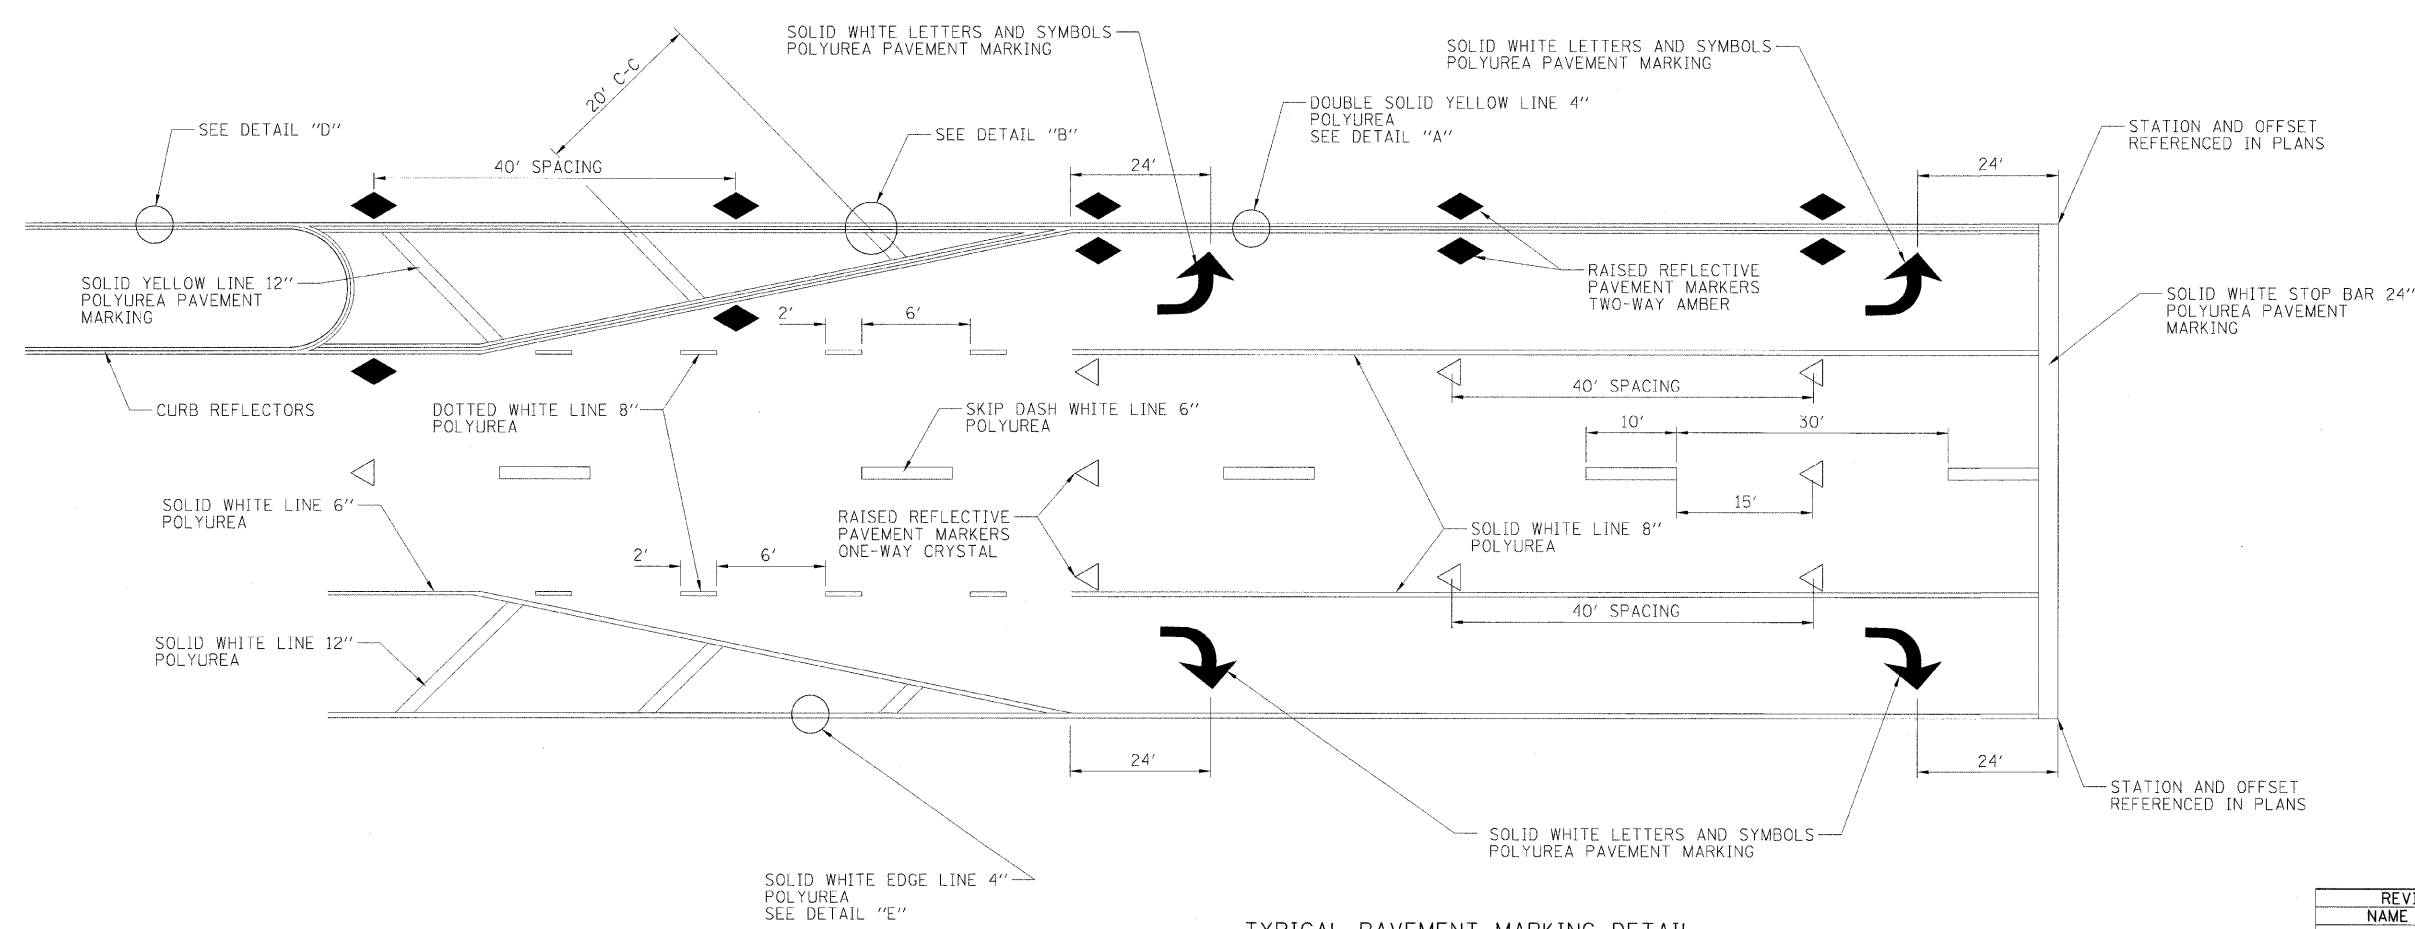 SOLID WHITE LETTERS AND SYMBOLS
POLYUREA PAVEMENT MARKING
SOLID WHITE LETTERS AND SYMBOLS
POLYUREA PAVEMENT MARKING
20' C-C
DOUBLE SOLID YELLOW LINE 4"
POLYUREA
SEE DETAIL "A"
SEE DETAIL "D"
SEE DETAIL "B"
STATION AND OFFSET
REFERENCED IN PLANS
40' SPACING
24'
24'
SOLID YELLOW LINE 12"
POLYUREA PAVEMENT
MARKING
RAISED REFLECTIVE
PAVEMENT MARKERS
TWO-WAY AMBER
SOLID WHITE STOP BAR 24"
POLYUREA PAVEMENT
MARKING
2'
6'
40' SPACING
CURB REFLECTORS
DOTTED WHITE LINE 8"
POLYUREA
SKIP DASH WHITE LINE 6"
POLYUREA
10'
30'
SOLID WHITE LINE 6"
POLYUREA
15'
RAISED REFLECTIVE
PAVEMENT MARKERS
ONE-WAY CRYSTAL
SOLID WHITE LINE 8"
POLYUREA
2'
6'
40' SPACING
SOLID WHITE LINE 12"
POLYUREA
24'
24'
STATION AND OFFSET
REFERENCED IN PLANS
SOLID WHITE LETTERS AND SYMBOLS
POLYUREA PAVEMENT MARKING
SOLID WHITE EDGE LINE 4"
POLYUREA
SEE DETAIL "E"
TYPICAL PAVEMENT MARKING DETAIL
REVI
NAME